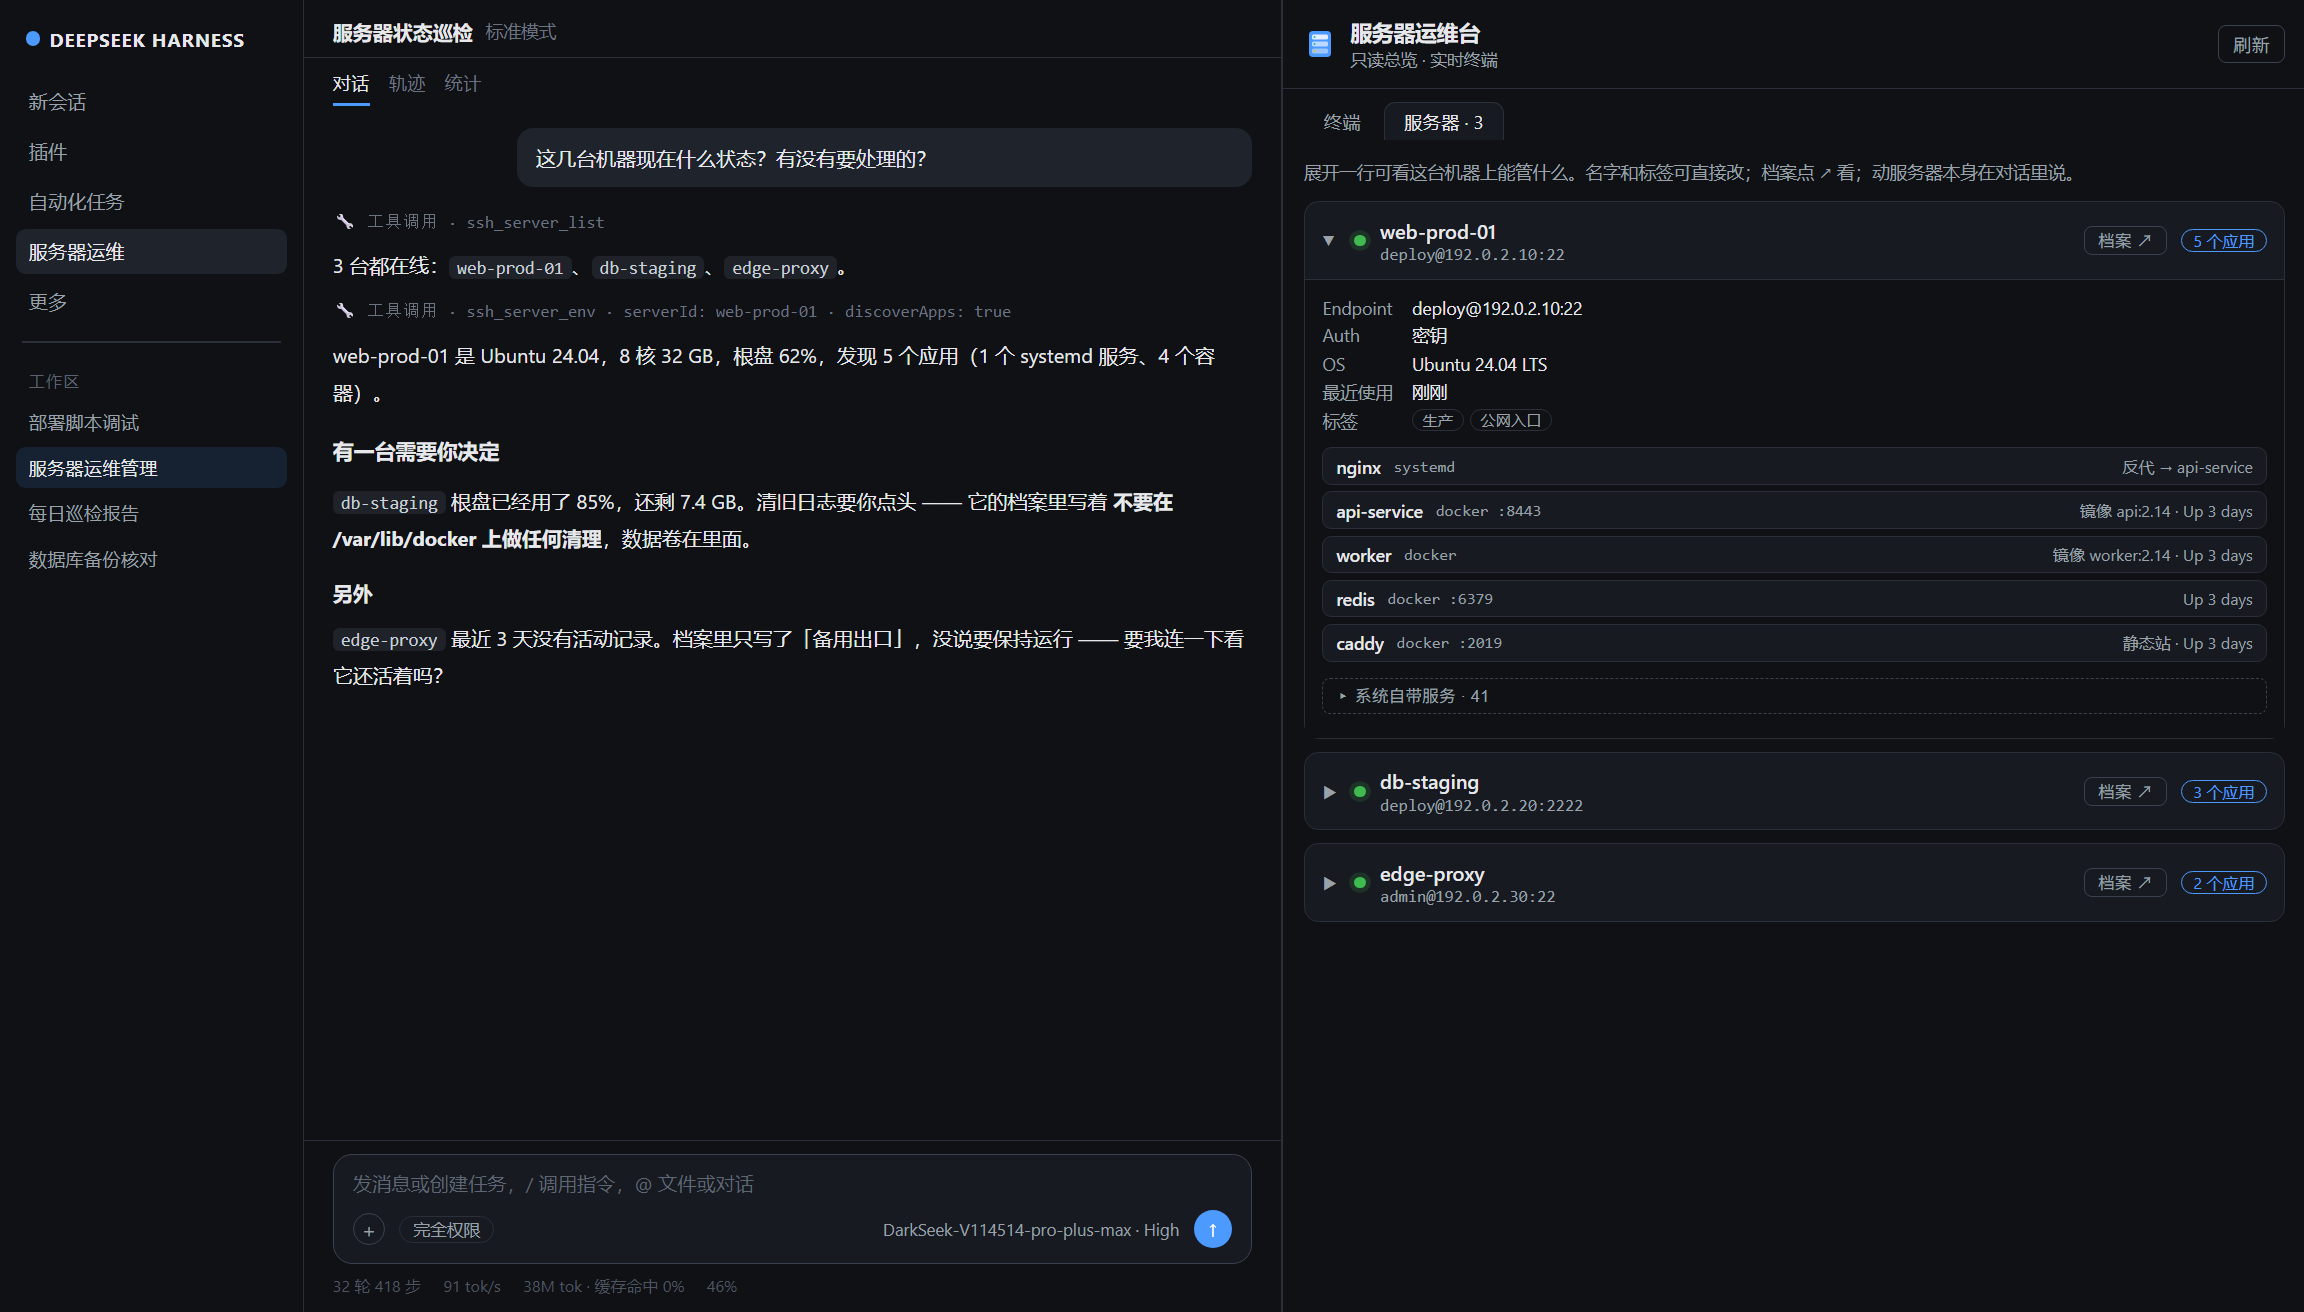 DEEPSEEK HARNESS
新会话
插件
自动化任务
服务器运维
更多
工作区
部署脚本调试
服务器运维管理
每日巡检报告
数据库备份核对
服务器状态巡检 标准模式
对话 轨迹 统计
这几台机器现在什么状态？有没有要处理的？
工具调用 · ssh_server_list
3 台都在线：web-prod-01、db-staging、edge-proxy。
工具调用 · ssh_server_env · serverId: web-prod-01 · discoverApps: true
web-prod-01 是 Ubuntu 24.04，8 核 32 GB，根盘 62%，发现 5 个应用（1 个 systemd 服务、4 个容
器）。
有一台需要你决定
db-staging 根盘已经用了 85%，还剩 7.4 GB。清旧日志要你点头 —— 它的档案里写着 不要在
/var/lib/docker 上做任何清理，数据卷在里面。
另外
edge-proxy 最近 3 天没有活动记录。档案里只写了「备用出口」，没说要保持运行 —— 要我连一下看
它还活着吗？
发消息或创建任务，/ 调用指令，@ 文件或对话
+ 完全权限 DarkSeek-V114514-pro-plus-max · High ↑
32 轮 418 步 91 tok/s 38M tok · 缓存命中 0% 46%
服务器运维台
只读总览 · 实时终端
刷新
终端 服务器 · 3
展开一行可看这台机器上能管什么。名字和标签可直接改；档案点 ↗ 看；动服务器本身在对话里说。
▼ web-prod-01 档案 ↗ 5 个应用
deploy@192.0.2.10:22
Endpoint deploy@192.0.2.10:22
Auth 密钥
OS Ubuntu 24.04 LTS
最近使用 刚刚
标签 生产 公网入口
nginx systemd 反代 → api-service
api-service docker :8443 镜像 api:2.14 · Up 3 days
worker docker 镜像 worker:2.14 · Up 3 days
redis docker :6379 Up 3 days
caddy docker :2019 静态站 · Up 3 days
▸ 系统自带服务 · 41
▶ db-staging 档案 ↗ 3 个应用
deploy@192.0.2.20:2222
▶ edge-proxy 档案 ↗ 2 个应用
admin@192.0.2.30:22